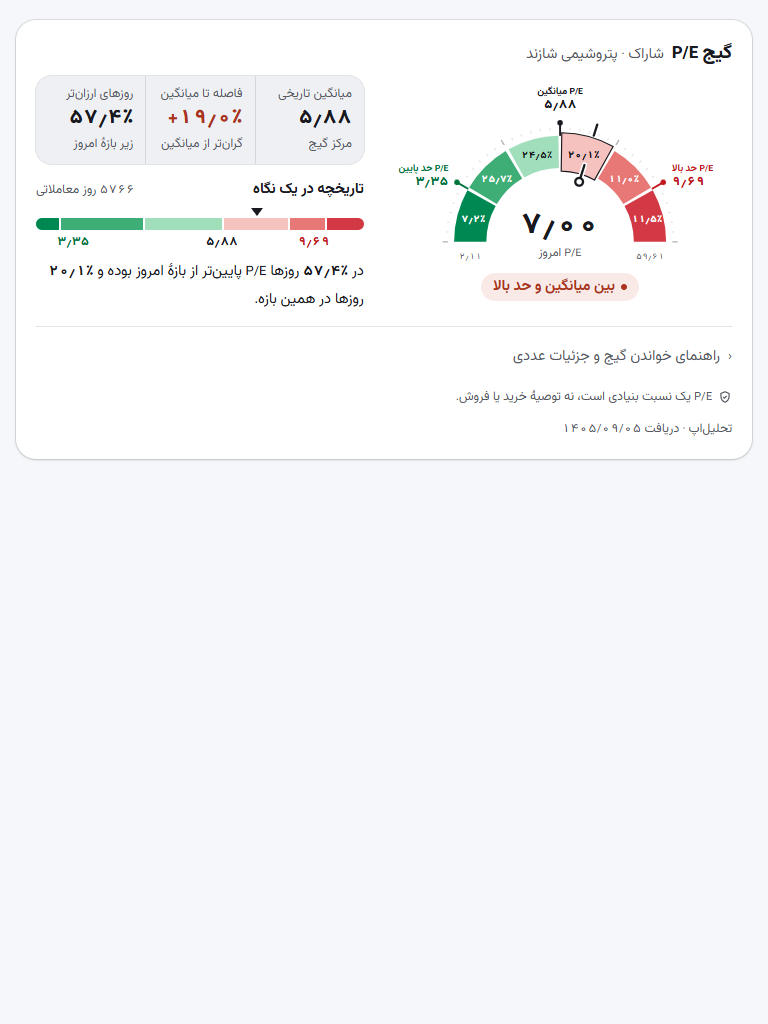 گیج P/E شاراک · پتروشیمی شازند
P/E میانگین
۵٫۸۸
P/E حد بالا
۹٫۶۹
P/E حد پایین
۳٫۳۵
۷٫۲٪
۲۵٫۷٪
۲۴٫۵٪
۲۰٫۱٪
۱۱٫۰٪
۱۱٫۵٪
۷٫۰۰
P/E امروز
۲٫۱۱
۵۹٫۶۱
بین میانگین و حد بالا
میانگین تاریخی
۵٫۸۸
مرکز گیج
فاصله تا میانگین
+۱۹٫۰٪
گران‌تر از میانگین
روزهای ارزان‌تر
۵۷٫۴٪
زیر بازهٔ امروز
تاریخچه در یک نگاه
۵۷۶۶ روز معاملاتی
۳٫۳۵
۵٫۸۸
۹٫۶۹
در ۵۷٫۴٪ روزها P/E پایین‌تر از بازهٔ امروز بوده و ۲۰٫۱٪
روزها در همین بازه.
‹ راهنمای خواندن گیج و جزئیات عددی
P/E یک نسبت بنیادی است، نه توصیهٔ خرید یا فروش.
تحلیل‌اپ · دریافت ۱۴۰۵/۰۹/۰۵